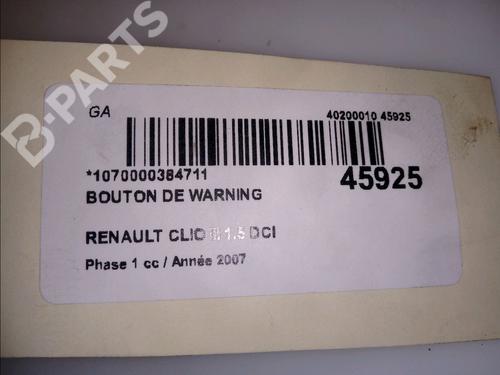 B-PARTS
GA
40200010 45925
*1070000384711
45925
BOUTON DE WARNING
RENAULT CLIO III 1.5 DCI
Phase 1 cc / Année 2007